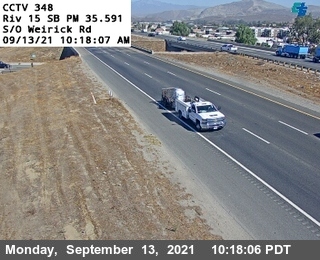 CCTV 348
Riv 15 SB PM 35.591
S/O Weirick Rd
09/13/21 10:18:07 AM
Monday, September 13, 2021 10:18:06 PDT